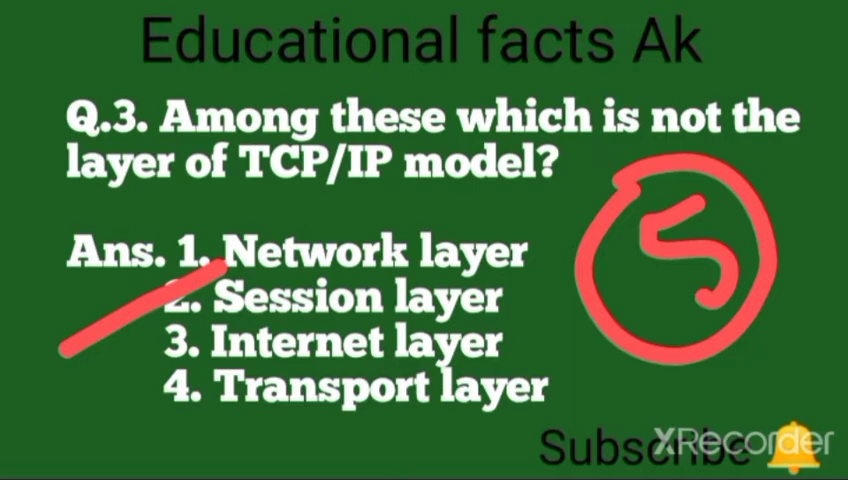 Educational facts Ak
Q.3. Among these which is not the
layer of TCP/IP model?
5
Ans. 1. Network layer
2. Session layer
3. Internet layer
4. Transport layer
Subscribe
XRecorder